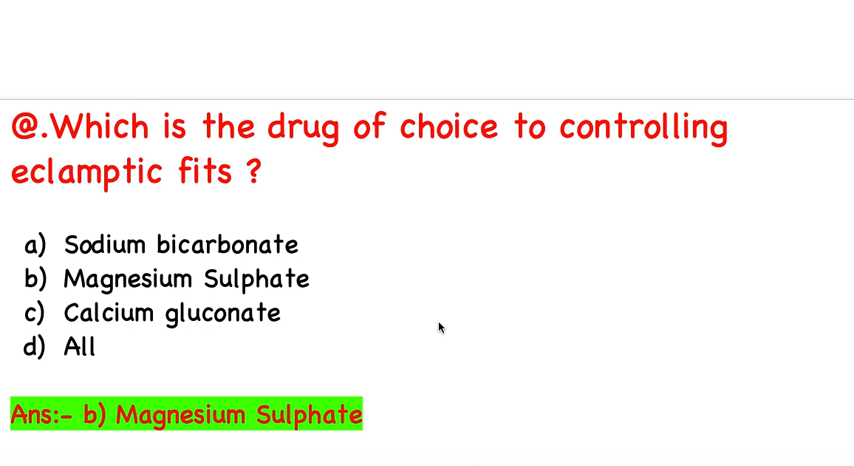 @.Which is the drug of choice to controlling
eclamptic fits ?
a) Sodium bicarbonate
b) Magnesium Sulphate
c) Calcium gluconate
d) All
Ans:- b) Magnesium Sulphate